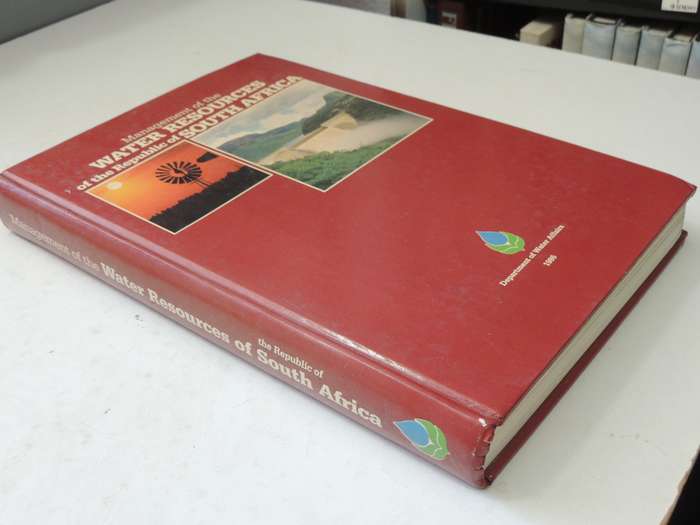 Management of the
WATER RESOURCES
of the Republic of SOUTH AFRICA
Department of Water Affairs
1986
Management of the Water Resources of the Republic of South Africa